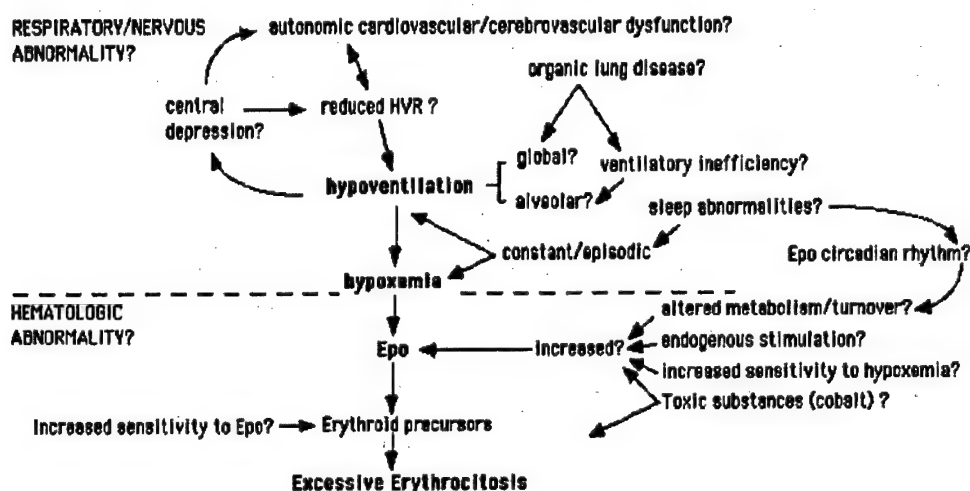 RESPIRATORY/NERVOUS
ABNORMALITY?
autonomic cardiovascular/cerebrovascular dysfunction?
organic lung disease?
central
depression?
reduced HVR ?
global?
ventilatory inefficiency?
hypoventilation
alveolar?
sleep abnormalities?
constant/episodic
Epo circadian rhythm?
hypoxemia
HEMATOLOGIC
ABNORMALITY?
altered metabolism/turnover?
Epo
increased?
endogenous stimulation?
increased sensitivity to hypoxemia?
Toxic substances (cobalt) ?
Increased sensitivity to Epo?
Erythroid precursors
Excessive Erythrocitosis